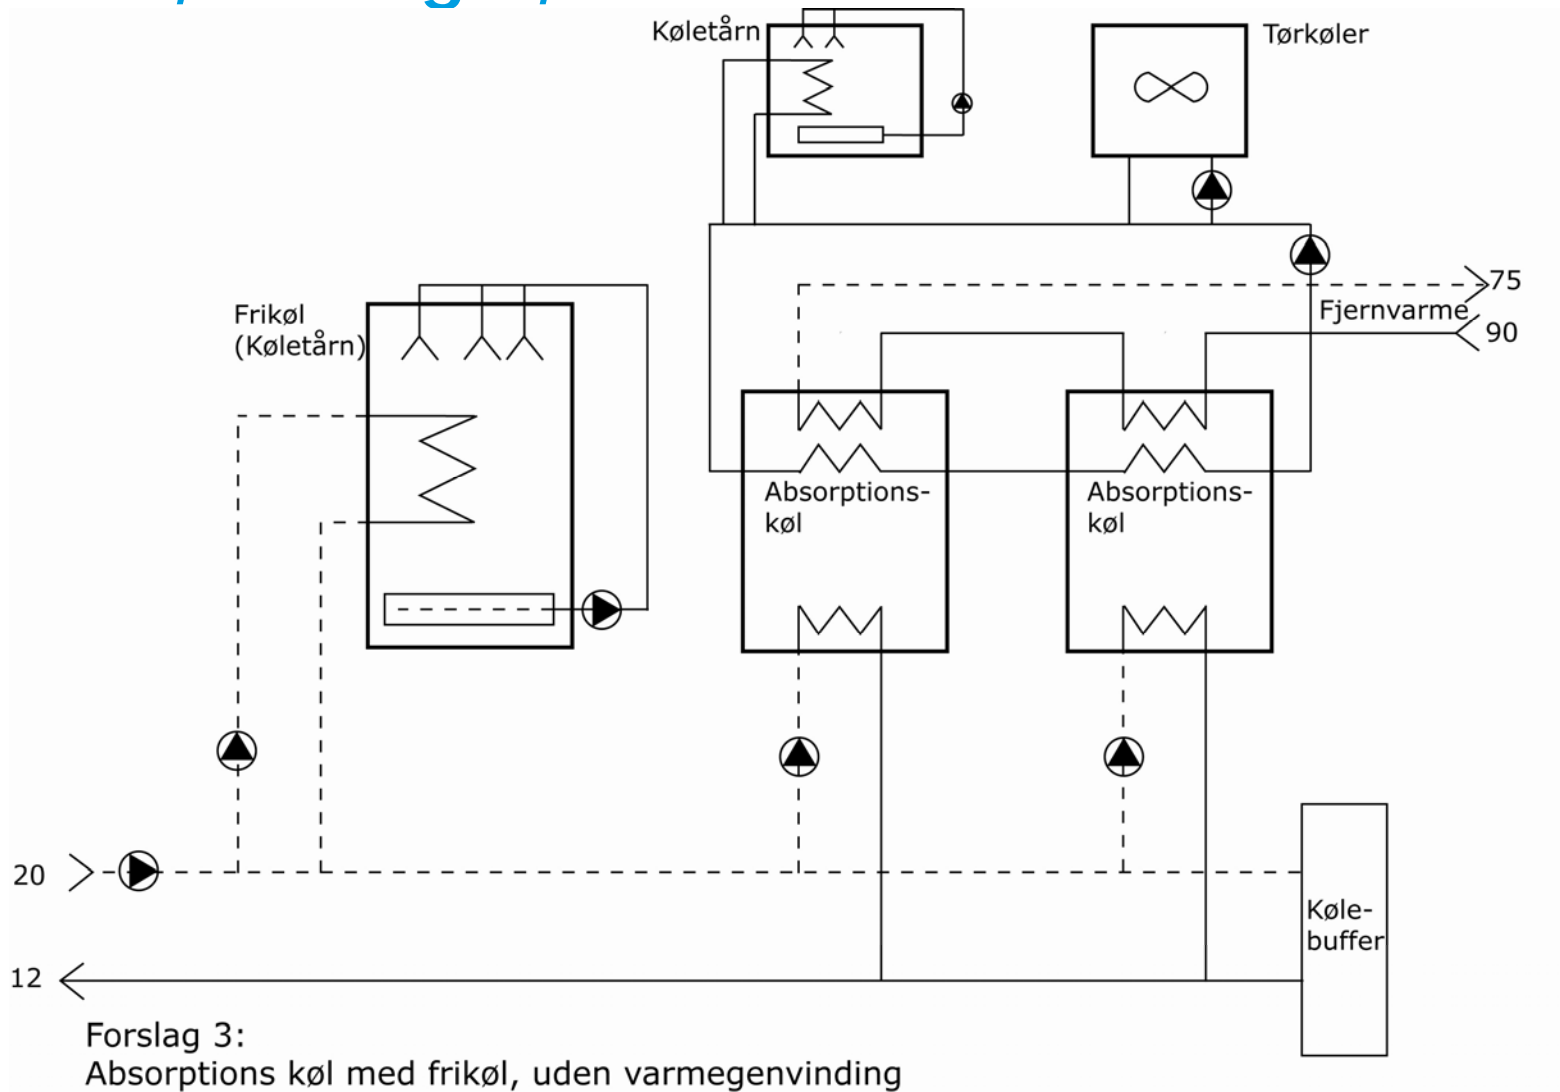 Køletårn
Tørkøler
Frikøl
(Køletårn)
75
Fjernvarme
90
Absorptions-
køl
Absorptions-
køl
20
Køle-
buffer
12
Forslag 3:
Absorptions køl med frikøl, uden varmegenvinding